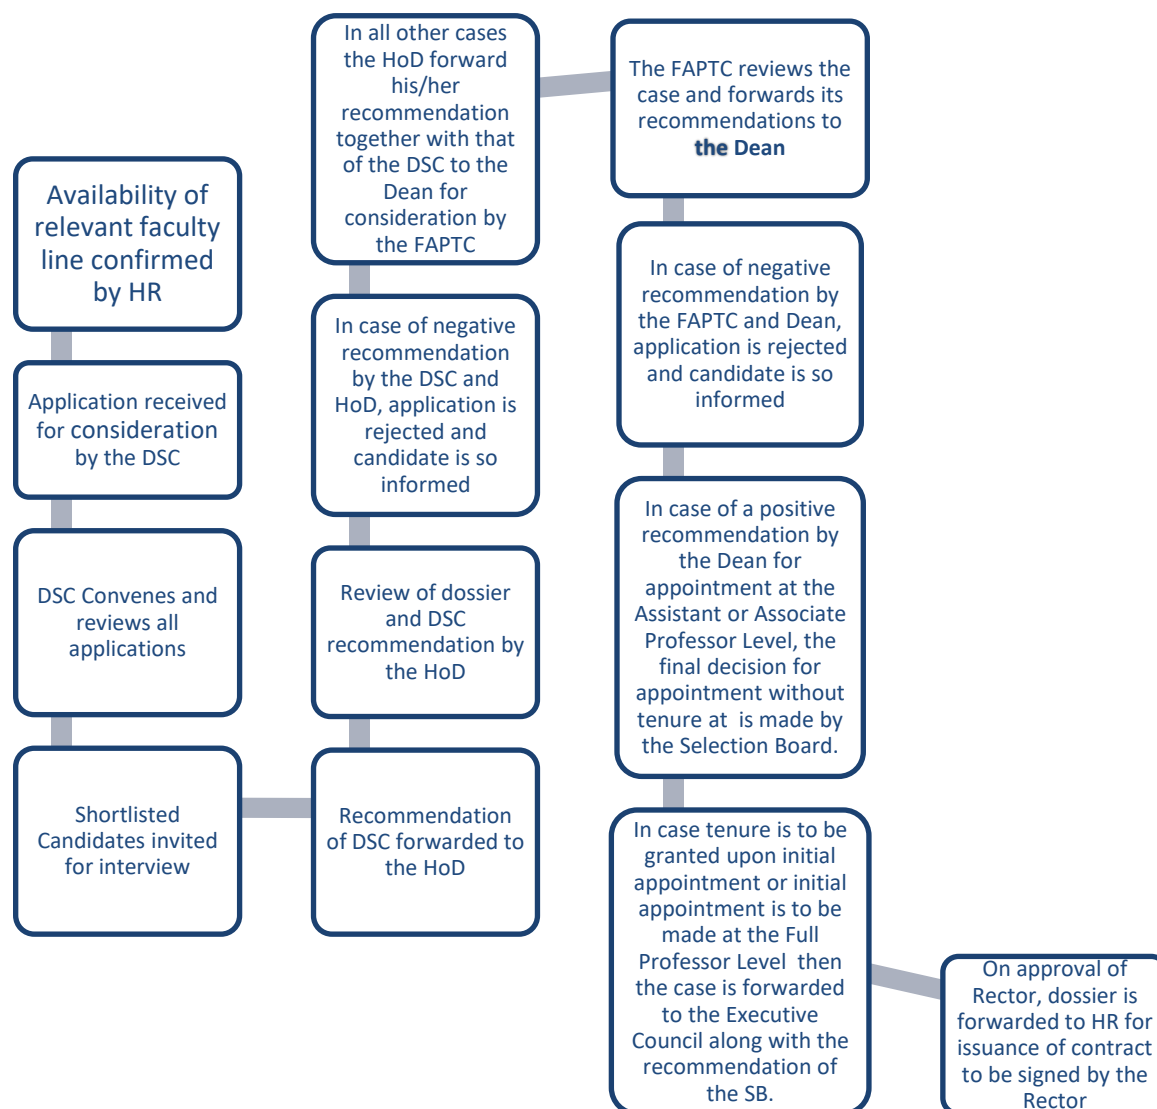 Availability of
relevant faculty
line confirmed
by HR
Application received
for consideration
by the DSC
DSC Convenes and
reviews all
applications
Shortlisted
Candidates invited
for interview
Recommendation
of DSC forwarded to
the HoD
Review of dossier
and DSC
recommendation by
the HoD
In case of negative
recommendation
by the DSC and
HoD, application is
rejected and
candidate is so
informed
In all other cases
the HoD forward
his/her
recommendation
together with that
of the DSC to the
Dean for
consideration by
the FAPTC
The FAPTC reviews the
case and forwards its
recommendations to
the Dean
In case of negative
recommendation by
the FAPTC and Dean,
application is rejected
and candidate is so
informed
In case of a positive
recommendation by
the Dean for
appointment at the
Assistant or Associate
Professor Level, the
final decision for
appointment without
tenure at  is made by
the Selection Board.
In case tenure is to be
granted upon initial
appointment or initial
appointment is to be
made at the Full
Professor Level  then
the case is forwarded
to the Executive
Council along with the
recommendation of
the SB.
On approval of
Rector, dossier is
forwarded to HR for
issuance of contract
to be signed by the
Rector